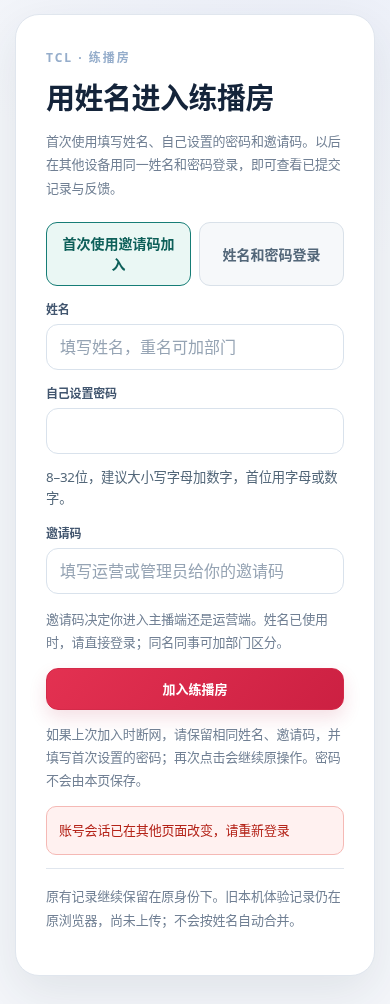 TCL · 练播房
用姓名进入练播房
首次使用填写姓名、自己设置的密码和邀请码。以后
在其他设备用同一姓名和密码登录，即可查看已提交
记录与反馈。
首次使用邀请码加
入
姓名和密码登录
姓名
填写姓名，重名可加部门
自己设置密码
8–32位，建议大小写字母加数字，首位用字母或数
字。
邀请码
填写运营或管理员给你的邀请码
邀请码决定你进入主播端还是运营端。姓名已使用
时，请直接登录；同名同事可加部门区分。
加入练播房
如果上次加入时断网，请保留相同姓名、邀请码，并
填写首次设置的密码；再次点击会继续原操作。密码
不会由本页保存。
账号会话已在其他页面改变，请重新登录
原有记录继续保留在原身份下。旧本机体验记录仍在
原浏览器，尚未上传；不会按姓名自动合并。